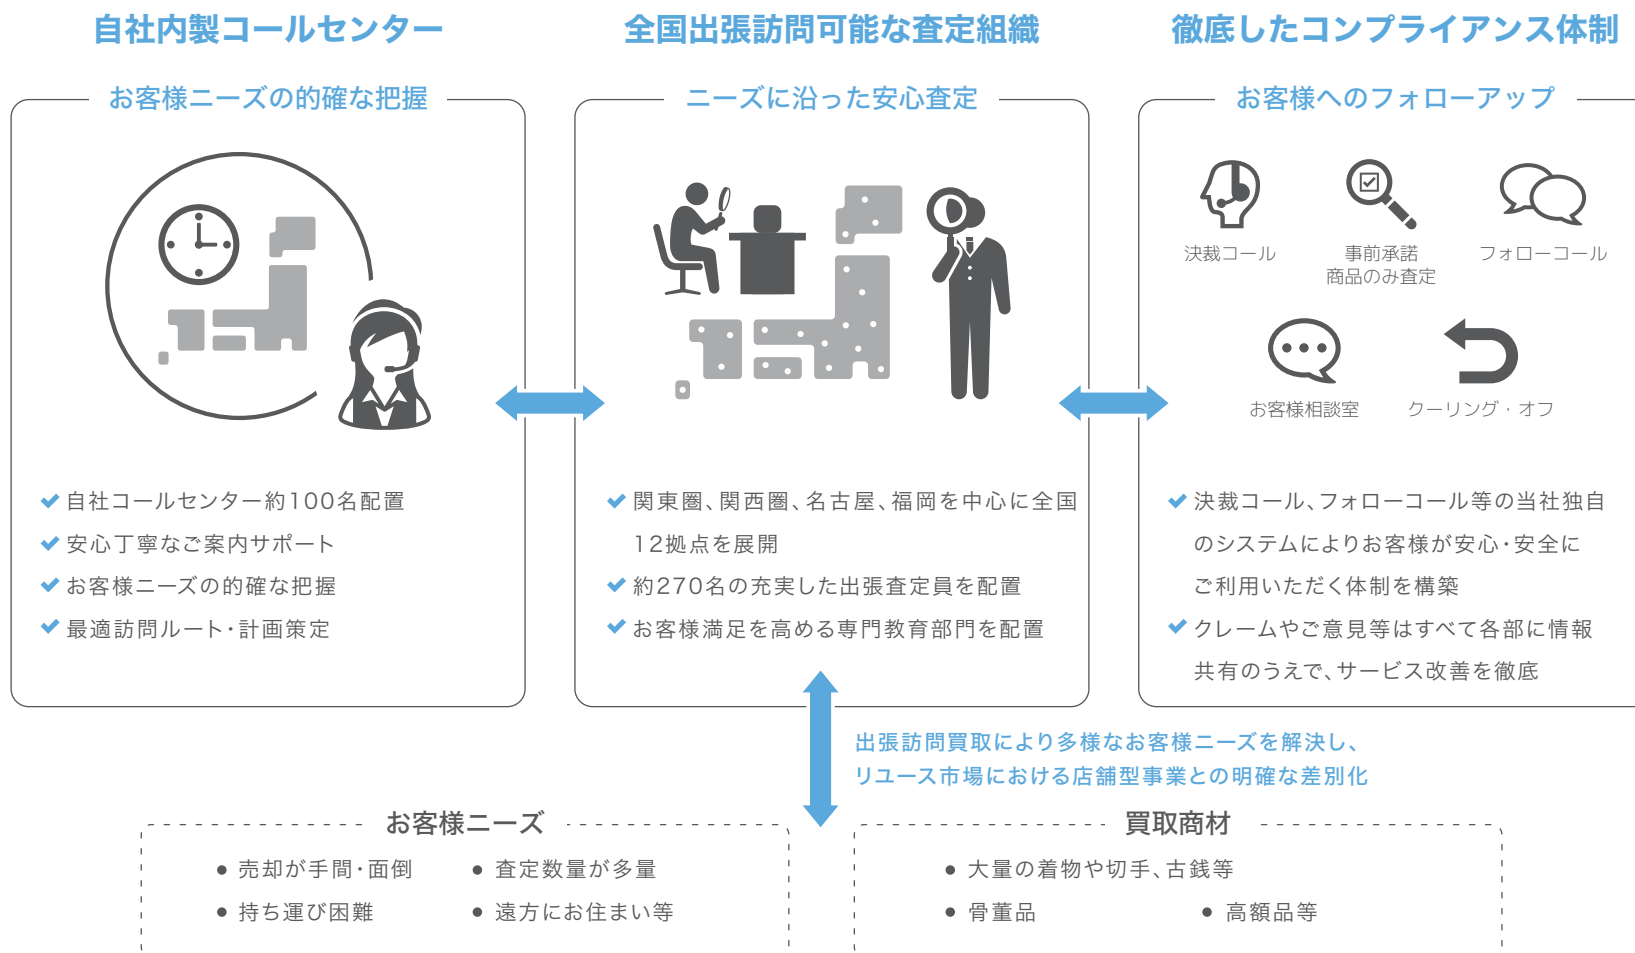 自社内製コールセンター
お客様ニーズの的確な把握
自社コールセンター約100名配置
安心丁寧なご案内サポート
お客様ニーズの的確な把握
最適訪問ルート・計画策定
全国出張訪問可能な査定組織
ニーズに沿った安心査定
関東圏、関西圏、名古屋、福岡を中心に全国
12拠点を展開
約270名の充実した出張査定員を配置
お客様満足を高める専門教育部門を配置
徹底したコンプライアンス体制
お客様へのフォローアップ
決裁コール
事前承諾
商品のみ査定
フォローコール
お客様相談室
クーリング・オフ
決裁コール、フォローコール等の当社独自
のシステムによりお客様が安心・安全に
ご利用いただく体制を構築
クレームやご意見等はすべて各部に情報
共有のうえで、サービス改善を徹底
出張訪問買取により多様なお客様ニーズを解決し、
リユース市場における店舗型事業との明確な差別化
お客様ニーズ
● 売却が手間・面倒
● 査定数量が多量
● 持ち運び困難
● 遠方にお住まい等
買取商材
● 大量の着物や切手、古銭等
● 骨董品
● 高額品等